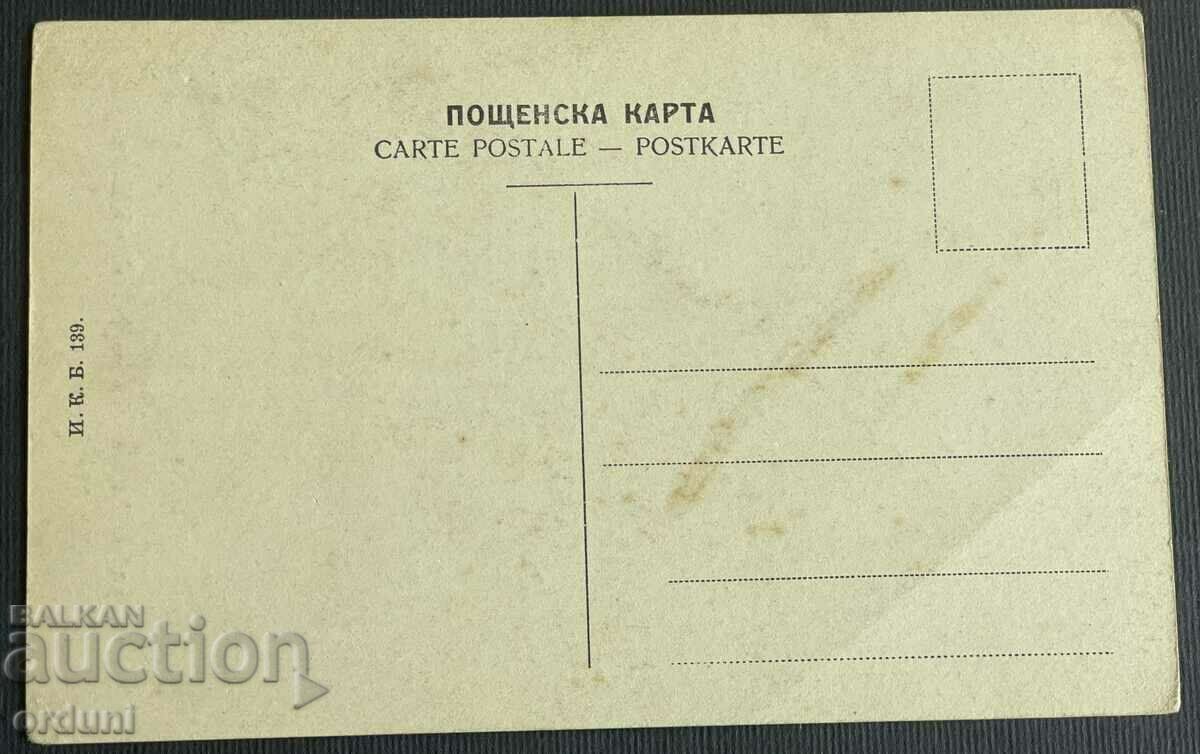 ПОЩЕНСКА КАРТА
CARTE POSTALE — POSTKARTE
И. К. Б. 139.
BALKAN
auction
orduni